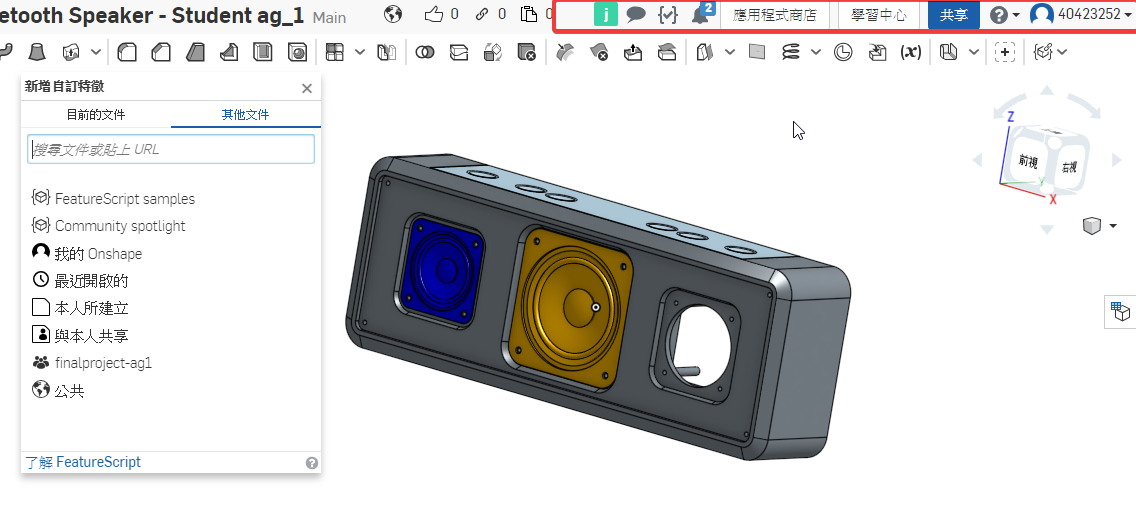 etooth Speaker - Student ag_1 Main 0 0 0 j 2 應用程式商店 學習中心 共享 ? 40423252
(x)
新增自訂特徵 ×
目前的文件 其他文件
搜尋文件或貼上 URL
FeatureScript samples
Community spotlight
我的 Onshape
最近開啟的
本人所建立
與本人共享
finalproject-ag1
公共
了解 FeatureScript ?
Z
前視 右視
Y
X